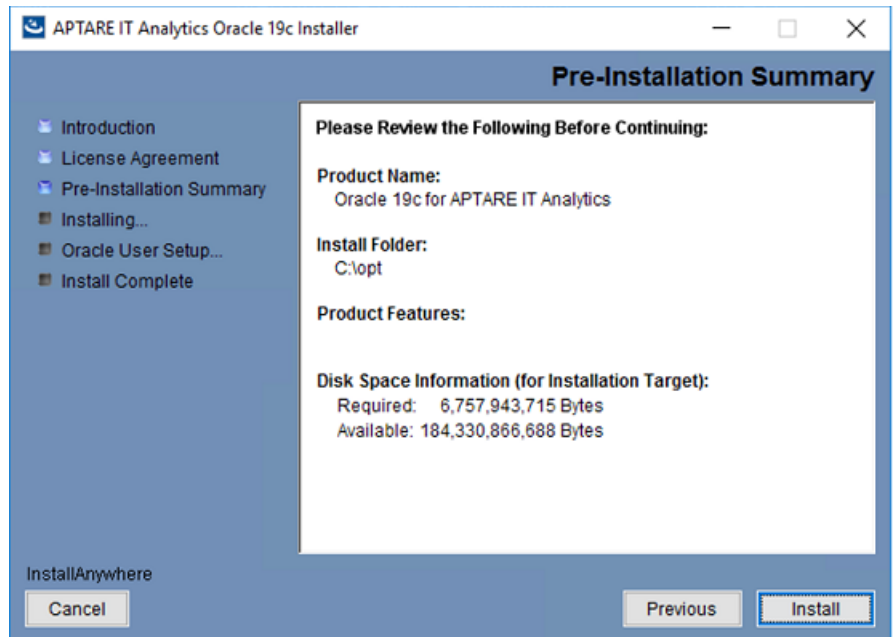 APTARE IT Analytics Oracle 19c Installer
Pre-Installation Summary
Introduction
License Agreement
Pre-Installation Summary
Installing...
Oracle User Setup...
Install Complete
Please Review the Following Before Continuing:
Product Name:
Oracle 19c for APTARE IT Analytics
Install Folder:
C:\opt
Product Features:
Disk Space Information (for Installation Target):
Required: 6,757,943,715 Bytes
Available: 184,330,866,688 Bytes
InstallAnywhere
Cancel
Previous
Install